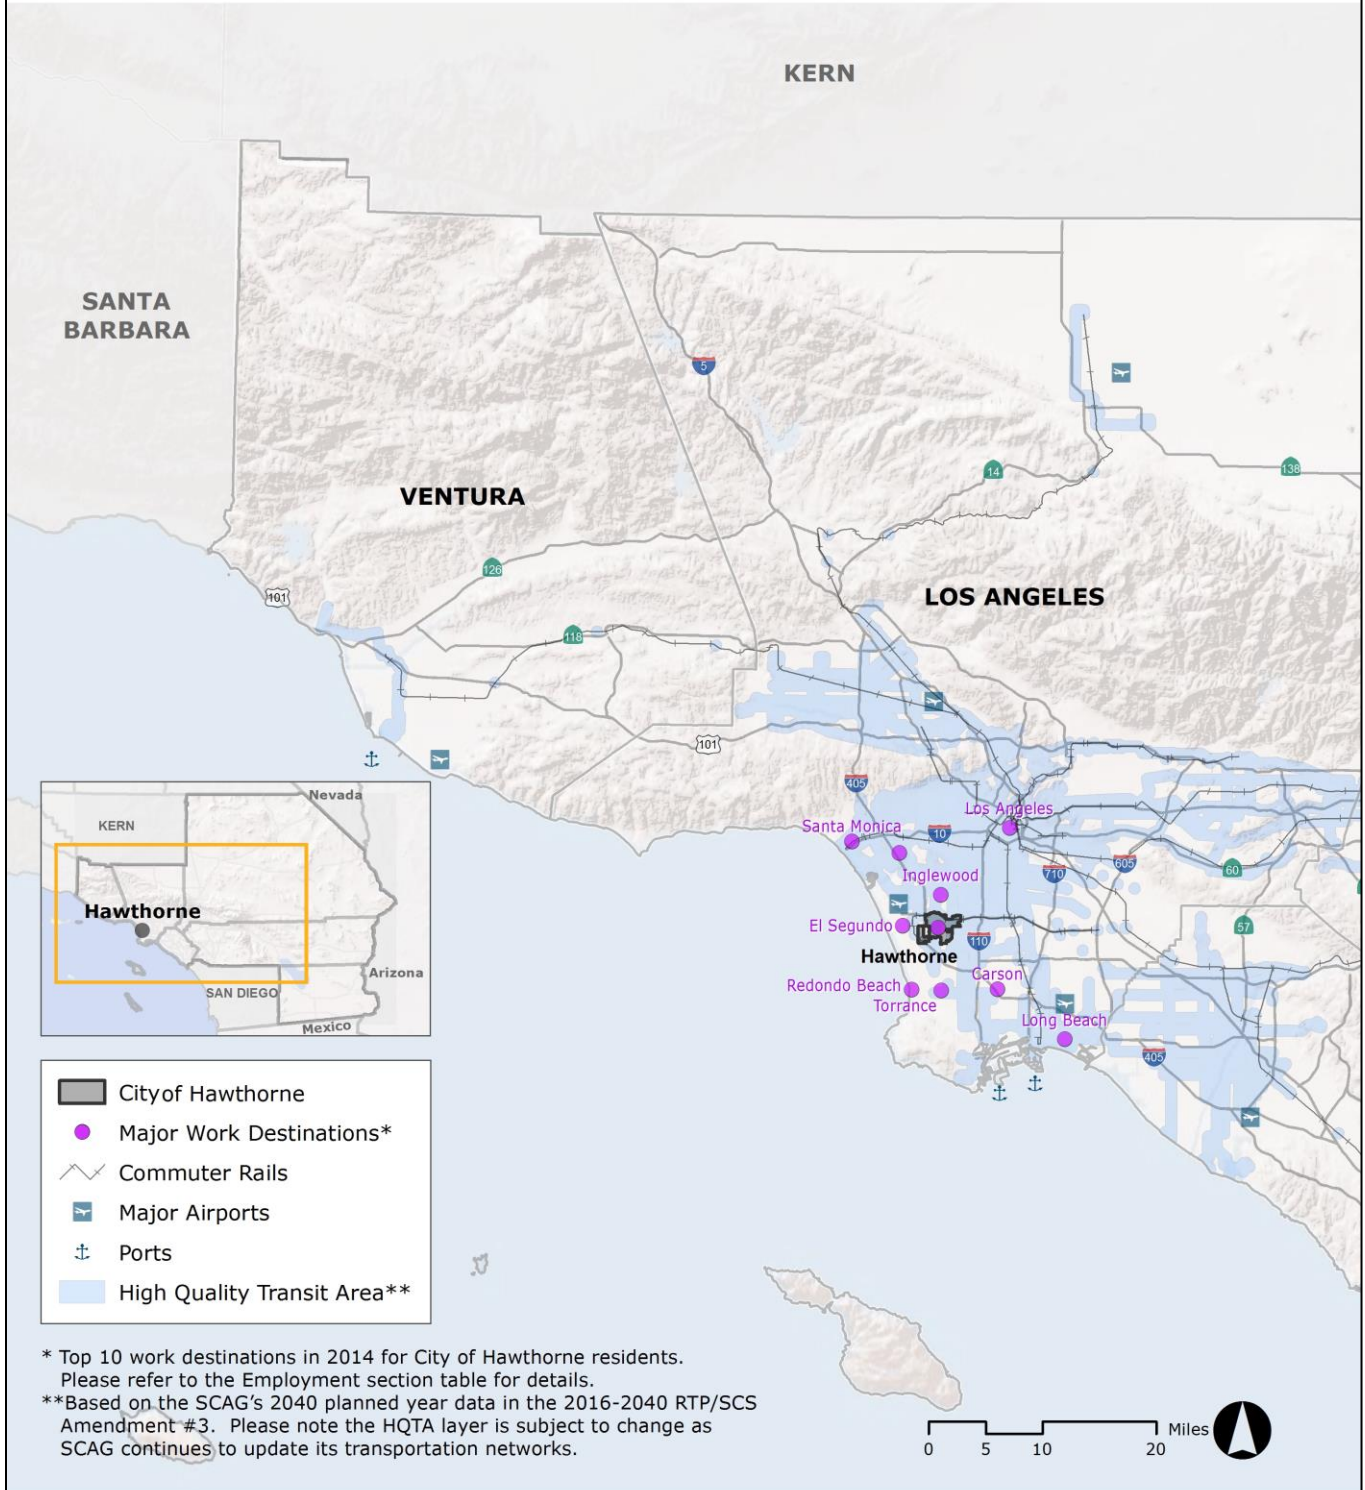 KERN
SANTA
BARBARA
5
14
138
VENTURA
126
101
LOS ANGELES
118
101
405
Los Angeles
Santa Monica
10
605
710
60
Inglewood
El Segundo
57
110
Hawthorne
Carson
Redondo Beach
Torrance
Long Beach
405
Nevada
KERN
Hawthorne
Arizona
SAN DIEGO
Mexico
City of Hawthorne
Major Work Destinations*
Commuter Rails
Major Airports
Ports
High Quality Transit Area**
* Top 10 work destinations in 2014 for City of Hawthorne residents.
Please refer to the Employment section table for details.
**Based on the SCAG's 2040 planned year data in the 2016-2040 RTP/SCS
Amendment #3. Please note the HQTA layer is subject to change as
SCAG continues to update its transportation networks.
Miles
0 5 10 20